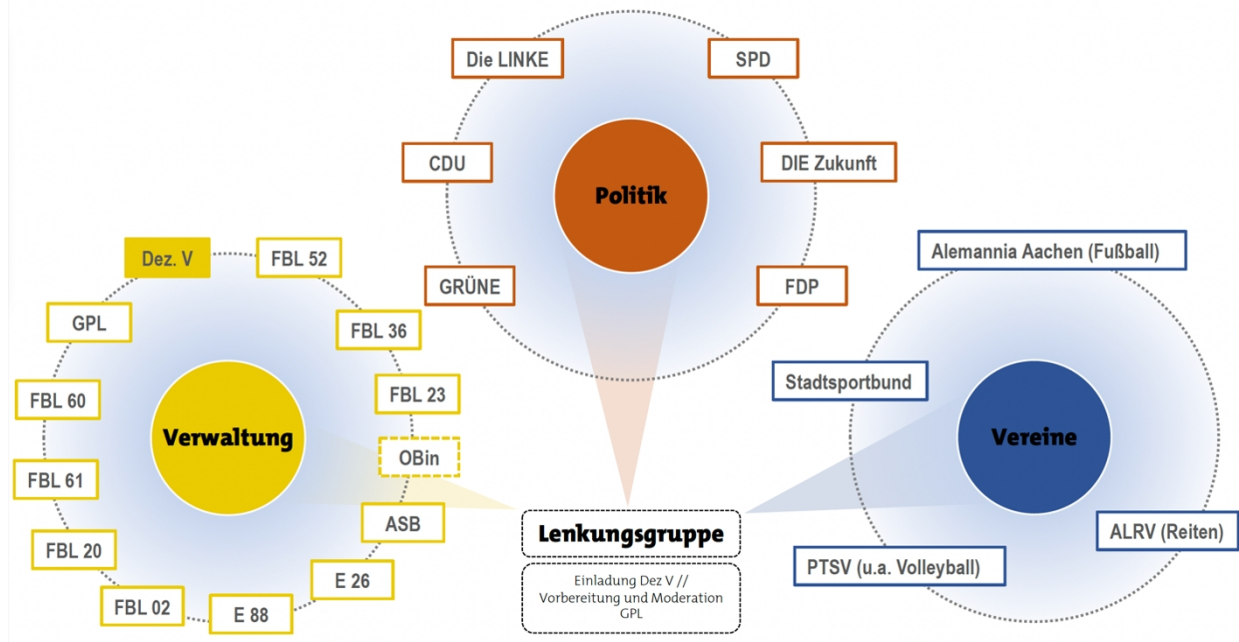 Die LINKE
SPD
CDU
DIE Zukunft
Politik
GRÜNE
FDP
Dez. V
FBL 52
GPL
FBL 36
FBL 60
FBL 23
Verwaltung
OBin
FBL 61
ASB
FBL 20
E 26
FBL 02
E 88
Alemannia Aachen (Fußball)
Stadtsportbund
Vereine
ALRV (Reiten)
PTSV (u.a. Volleyball)
Lenkungsgruppe
Einladung Dez V //
Vorbereitung und Moderation
GPL